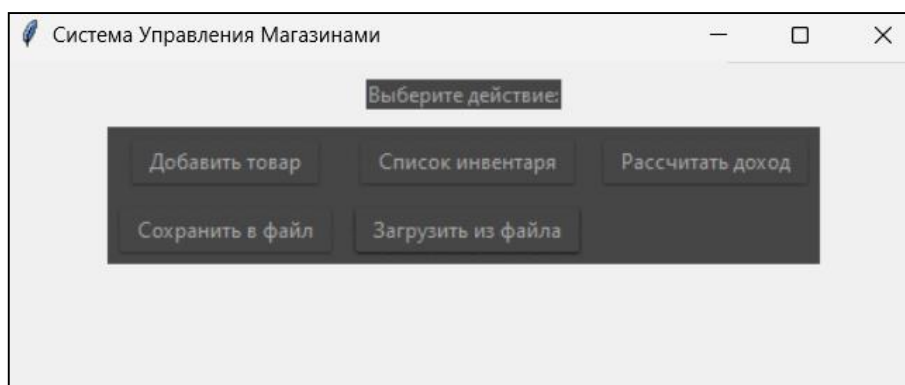 Система Управления Магазинами
Выберите действие:
Добавить товар Список инвентаря Рассчитать доход
Сохранить в файл Загрузить из файла